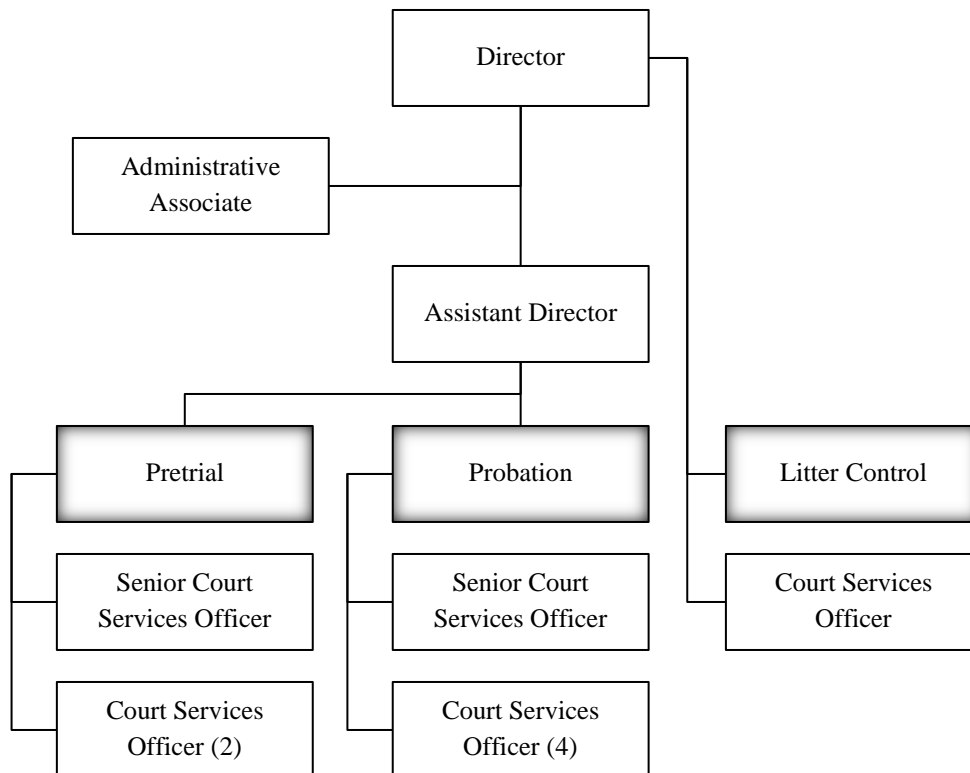 Director
Administrative
Associate
Assistant Director
Pretrial
Probation
Litter Control
Senior Court
Services Officer
Senior Court
Services Officer
Court Services
Officer
Court Services
Officer (2)
Court Services
Officer (4)